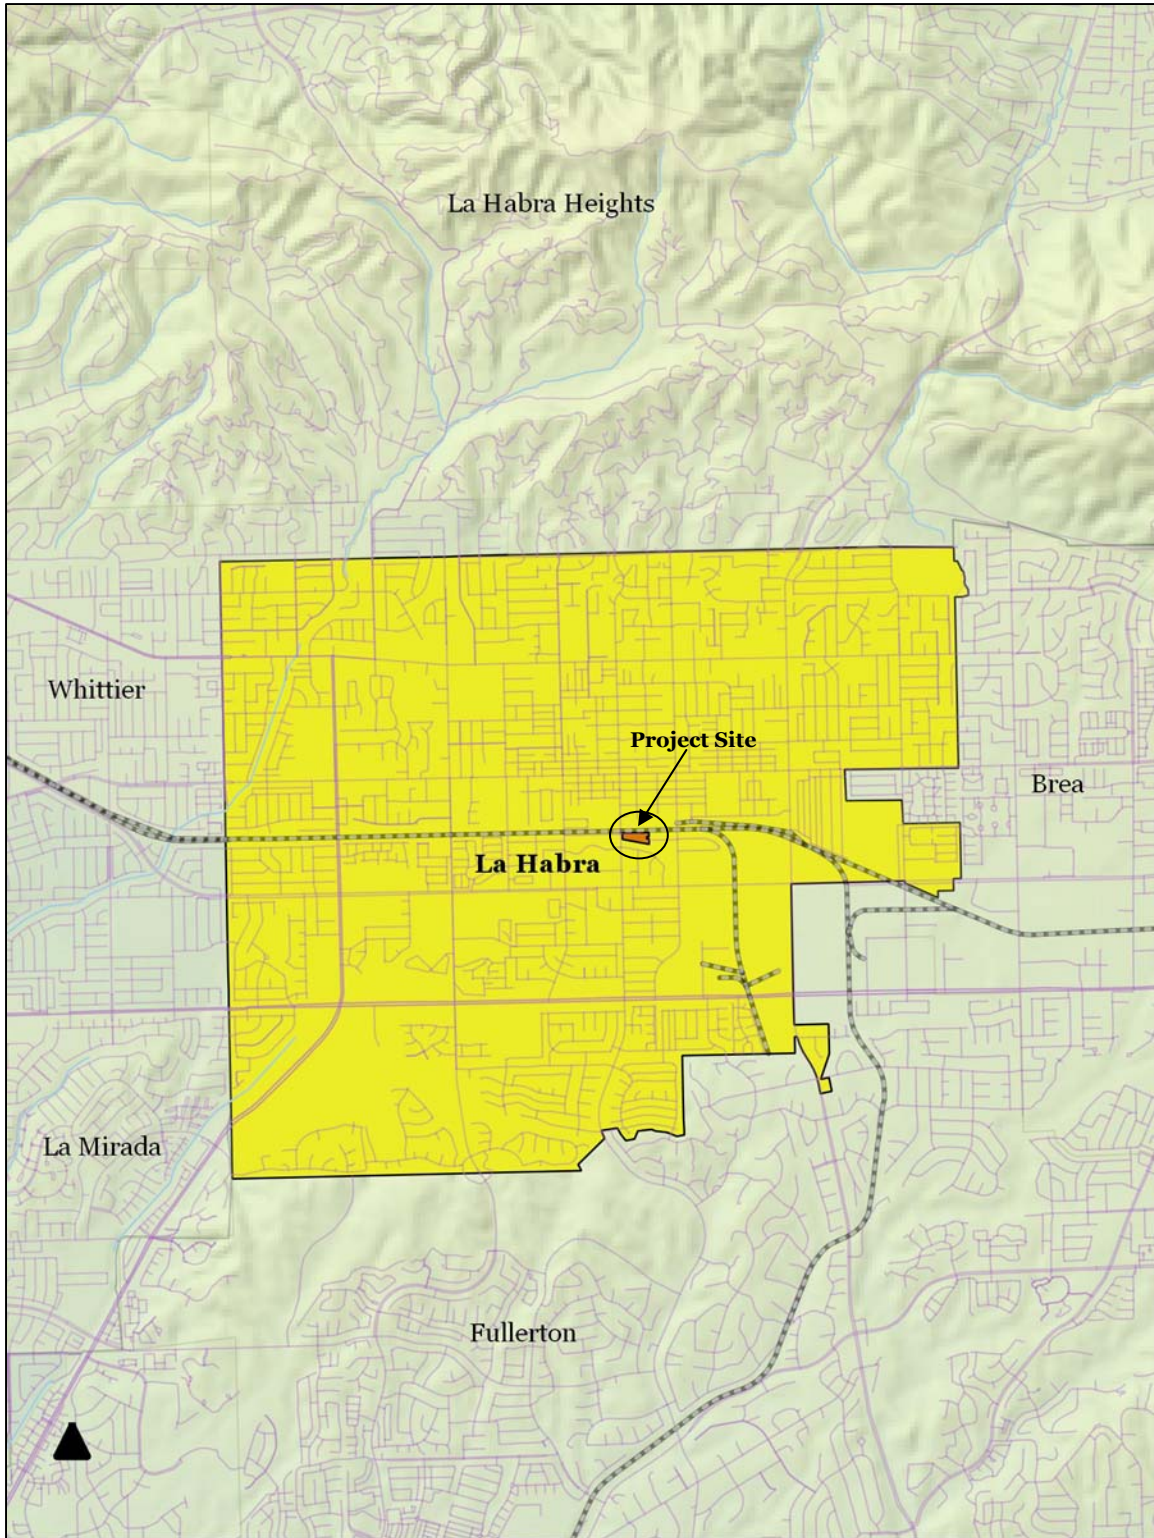 La Habra Heights
Whittier
Project Site
Brea
La Habra
La Mirada
Fullerton